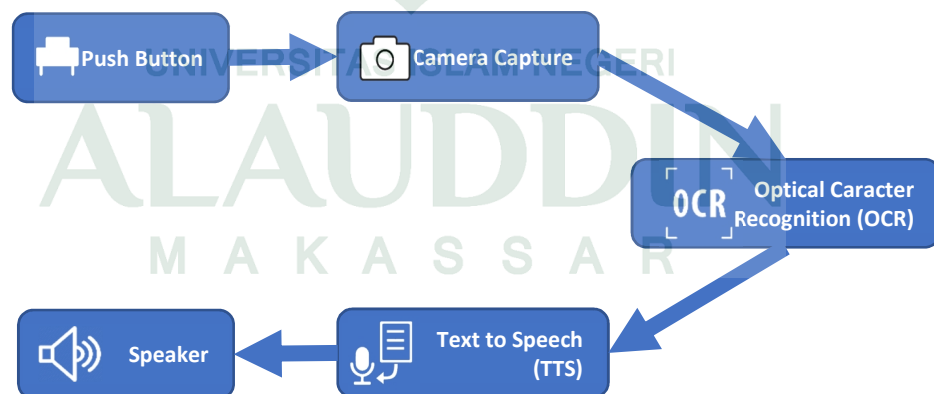 Push Button
Camera Capture
UNIVERSITAS ISLAM NEGERI
ALAUDDIN
OCR
Optical Caracter
Recognition (OCR)
MAKASSAR
Speaker
Text to Speech
(TTS)